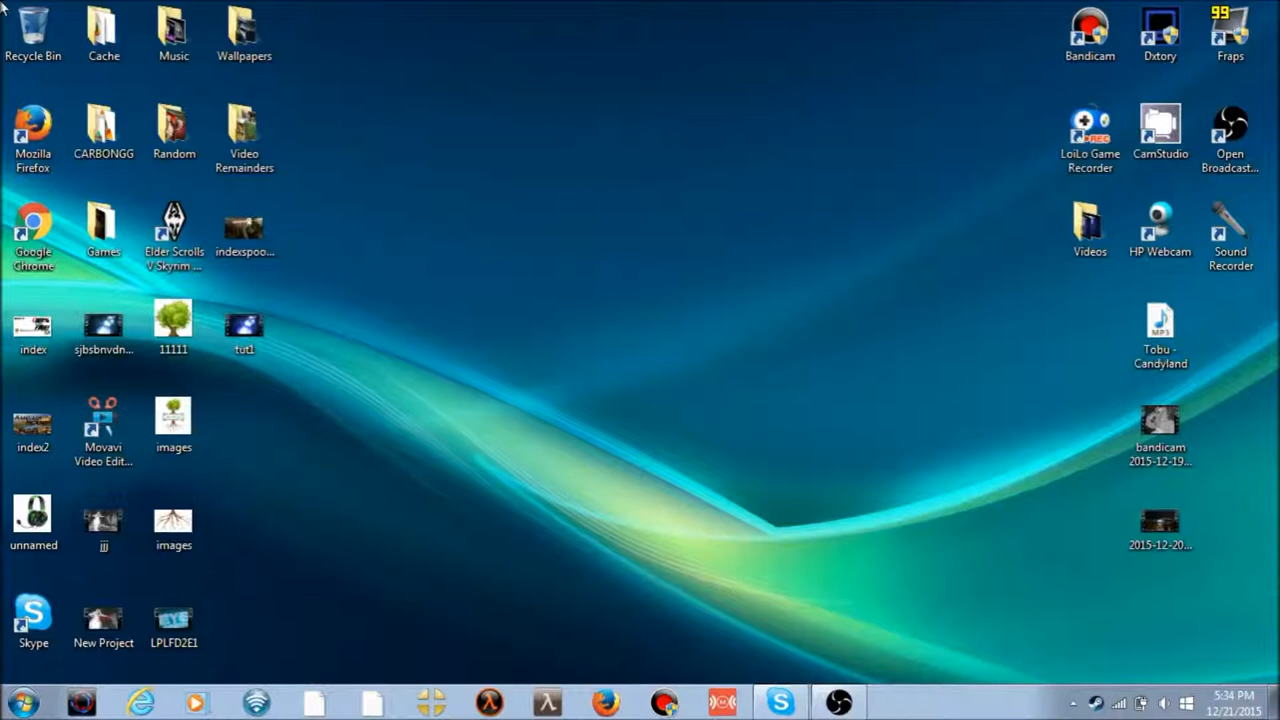 Recycle Bin
Cache
Music
Wallpapers
Bandicam
Dxtory
99
Fraps
Mozilla
Firefox
CARBONGG
Random
Video
Remainders
LoiLo Game
Recorder
CamStudio
Open
Broadcast...
Google
Chrome
Games
Elder Scrolls
V Skyrim ...
indexspoo...
Videos
HP Webcam
Sound
Recorder
index
sjbsbnvdn...
11111
tut1
MP3
Tobu -
Candyland
index2
Movavi
Video Edit...
images
bandicam
2015-12-19...
unnamed
jjj
images
2015-12-20...
Skype
New Project
LPLFD2E1
5:34 PM
12/21/2015